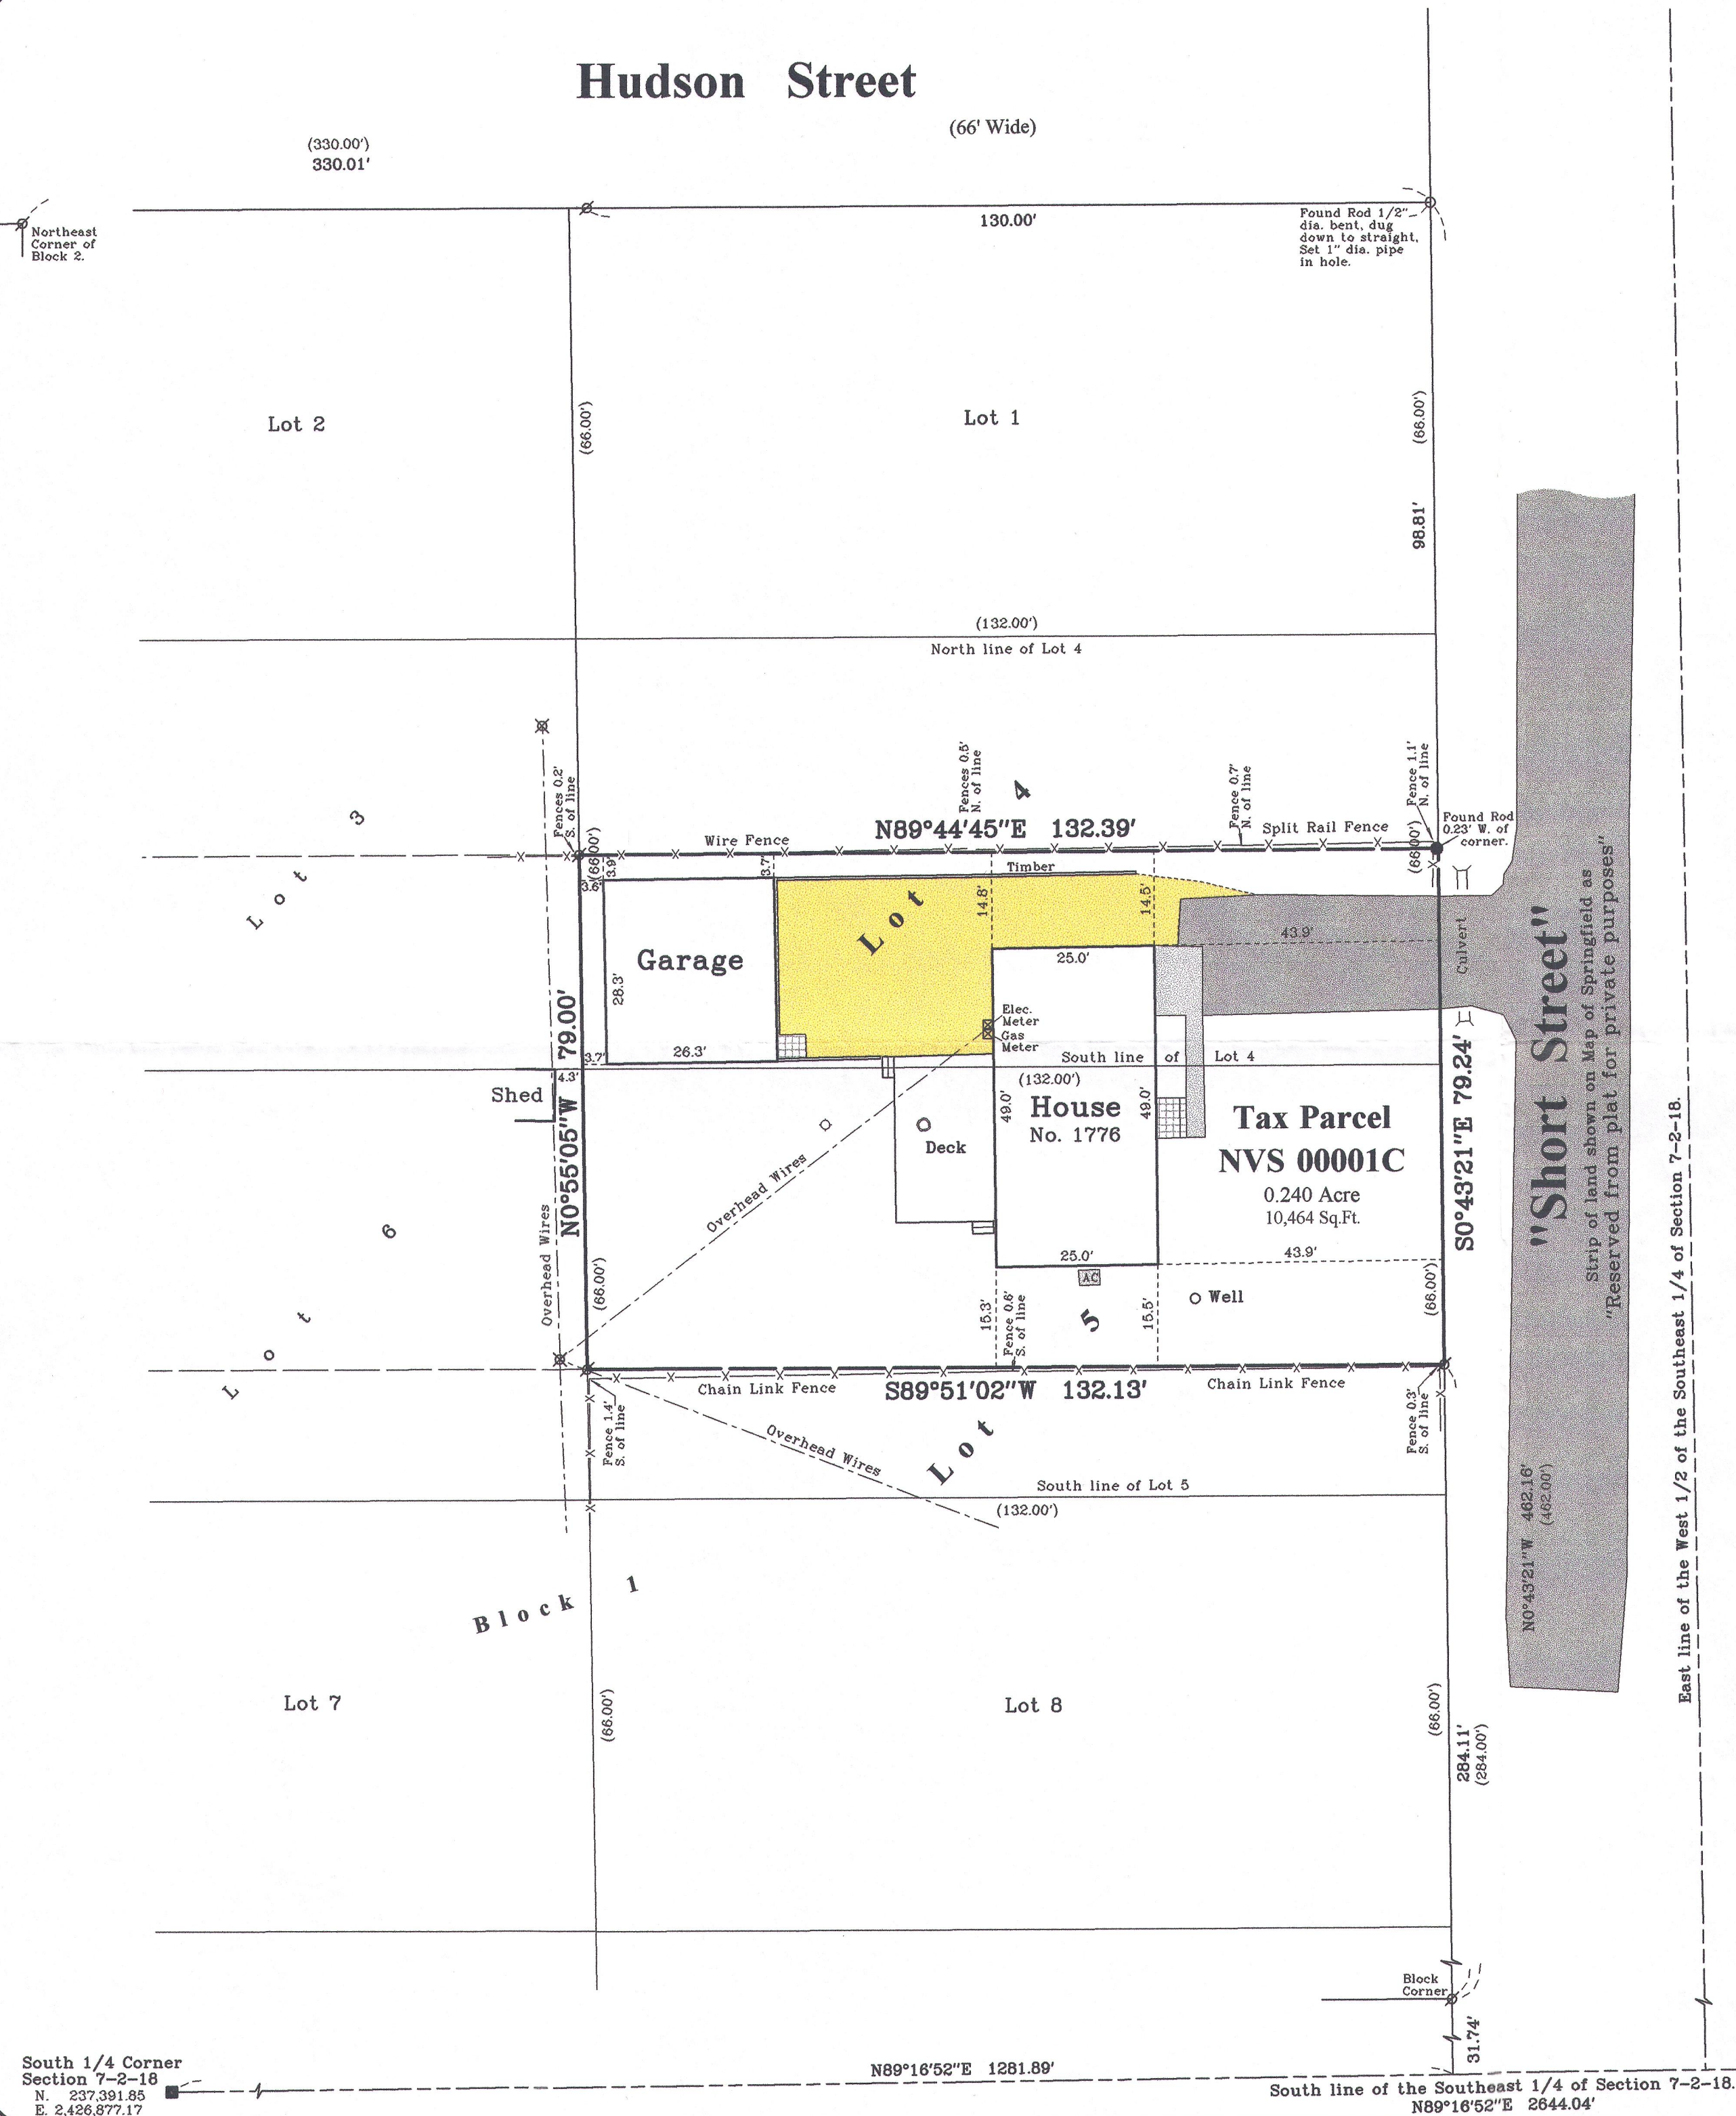 Hudson Street
(66' Wide)
(330.00')
330.01'
130.00'
Northeast
Corner of
Block 2.
Found Rod 1/2"
dia. bent, dug
down to straight,
Set 1" dia. pipe
in hole.
Lot 2
(66.00')
Lot 1
(66.00')
98.81'
(132.00')
North line of Lot 4
Fences 0.2'
S. of line
Fences 0.5'
N. of line
Fence 0.7'
N. of line
Fence 1.1'
N. of line
Lot 3
Lot 4
Wire Fence
N89°44'45"E 132.39'
Split Rail Fence
Found Rod
0.23' W. of
corner.
(66.00')
(66.00')
3.9'
3.7'
3.6'
Timber
14.8'
14.5'
Garage
28.3'
26.3'
3.7'
25.0'
43.9'
Culvert
Elec.
Meter
Gas
Meter
South line of Lot 4
(132.00')
Shed
4.3'
N0°55'05"W 79.00'
Deck
49.0'
House
No. 1776
49.0'
Tax Parcel
NVS 00001C
0.240 Acre
10,464 Sq.Ft.
S0°43'21"E 79.24'
"Short Street"
Strip of land shown on Map of Springfield as
"Reserved from plat for private purposes"
East line of the West 1/2 of the Southeast 1/4 of Section 7-2-18.
Overhead Wires
Overhead Wires
Lot 6
(66.00')
25.0'
43.9'
AC
Well
(66.00')
15.3'
Fence 0.6'
S. of line
15.5'
Lot 5
Chain Link Fence
S89°51'02"W 132.13'
Chain Link Fence
Fence 1.4'
S. of line
Fence 0.3'
S. of line
Overhead Wires
South line of Lot 5
(132.00')
N0°43'21"W 462.16'
(462.00')
Block 1
Lot 7
(66.00')
Lot 8
(66.00')
284.11'
(284.00')
Block
Corner
31.74'
South 1/4 Corner
Section 7-2-18
N. 237,391.85
E. 2,426,877.17
N89°16'52"E 1281.89'
South line of the Southeast 1/4 of Section 7-2-18.
N89°16'52"E 2644.04'